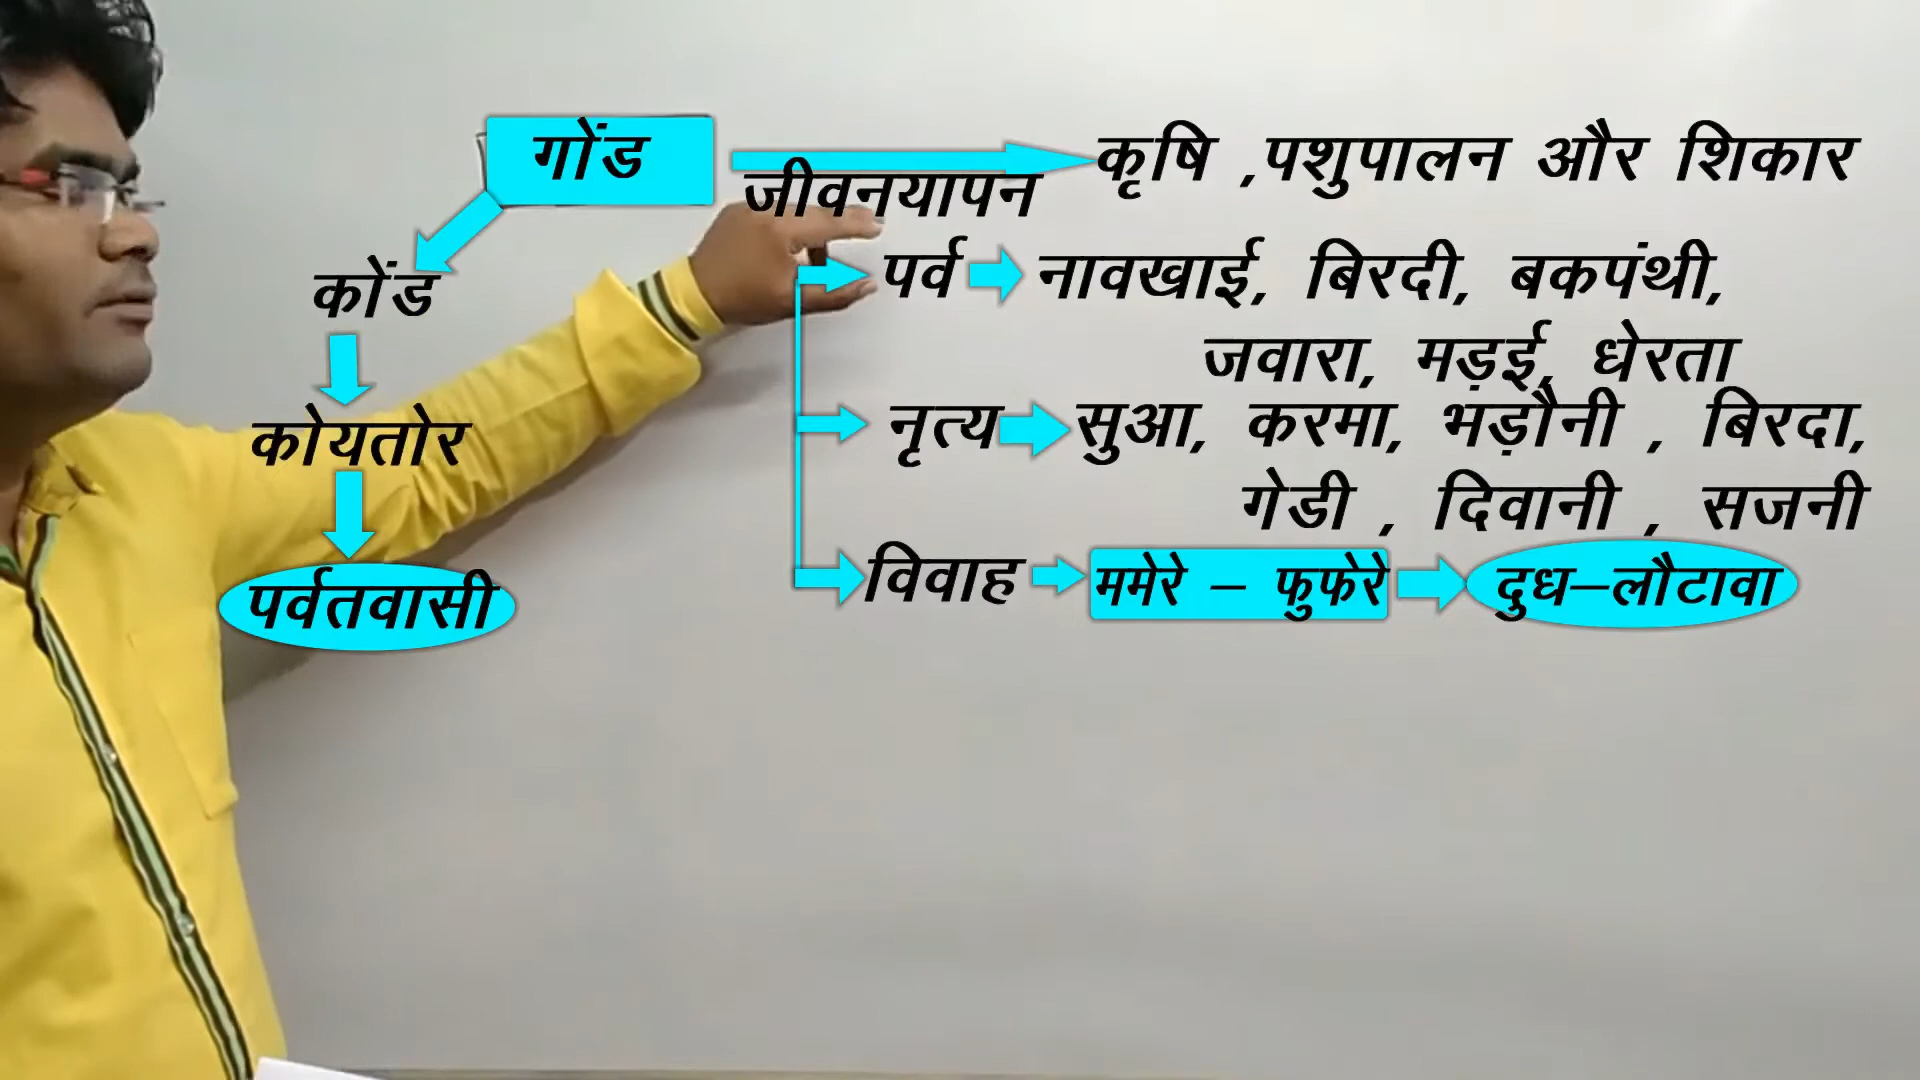 गोंड
जीवनयापन
कृषि ,पशुपालन और शिकार
कोंड
कोयतोर
पर्वतवासी
पर्व
नावखाई, बिरदी, बकपंथी,
जवारा, मड़ई, धेरता
नृत्य
सुआ, करमा, भड़ौनी , बिरदा,
गेडी , दिवानी , सजनी
विवाह
ममेरे – फुफेरे
दुध–लौटावा